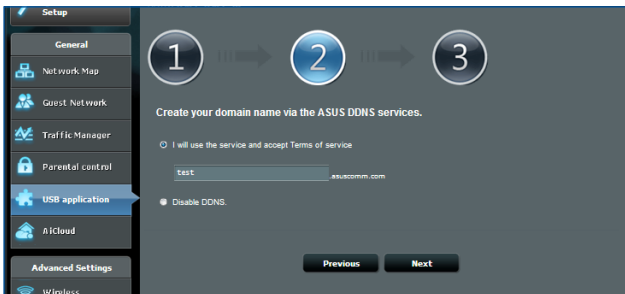 Setup
General
Network Map
Guest Network
Traffic Manager
Parental control
USB application
AiCloud
Advanced Settings
Wireless
1
2
3
Create your domain name via the ASUS DDNS services.
I will use the service and accept Terms of service
test .asuscomm.com
Disable DDNS.
Previous Next